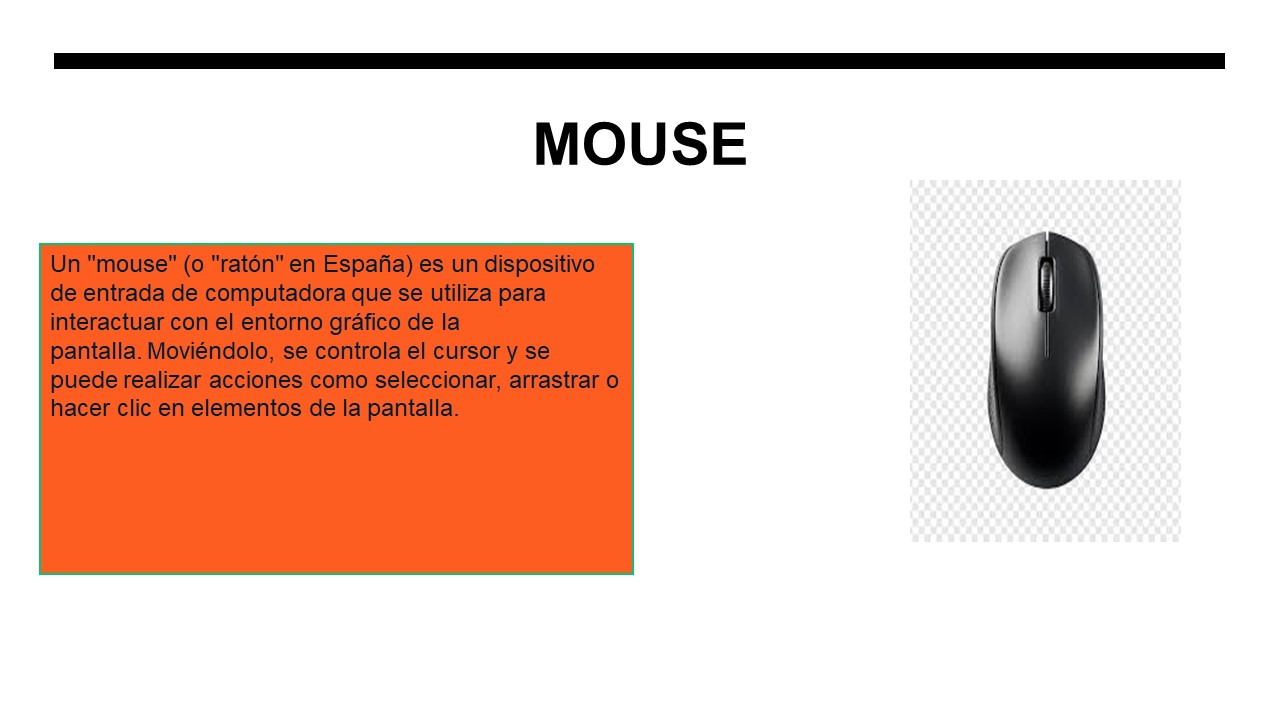 MOUSE
Un "mouse" (o "ratón" en España) es un dispositivo
de entrada de computadora que se utiliza para
interactuar con el entorno gráfico de la
pantalla. Moviéndolo, se controla el cursor y se
puede realizar acciones como seleccionar, arrastrar o
hacer clic en elementos de la pantalla.